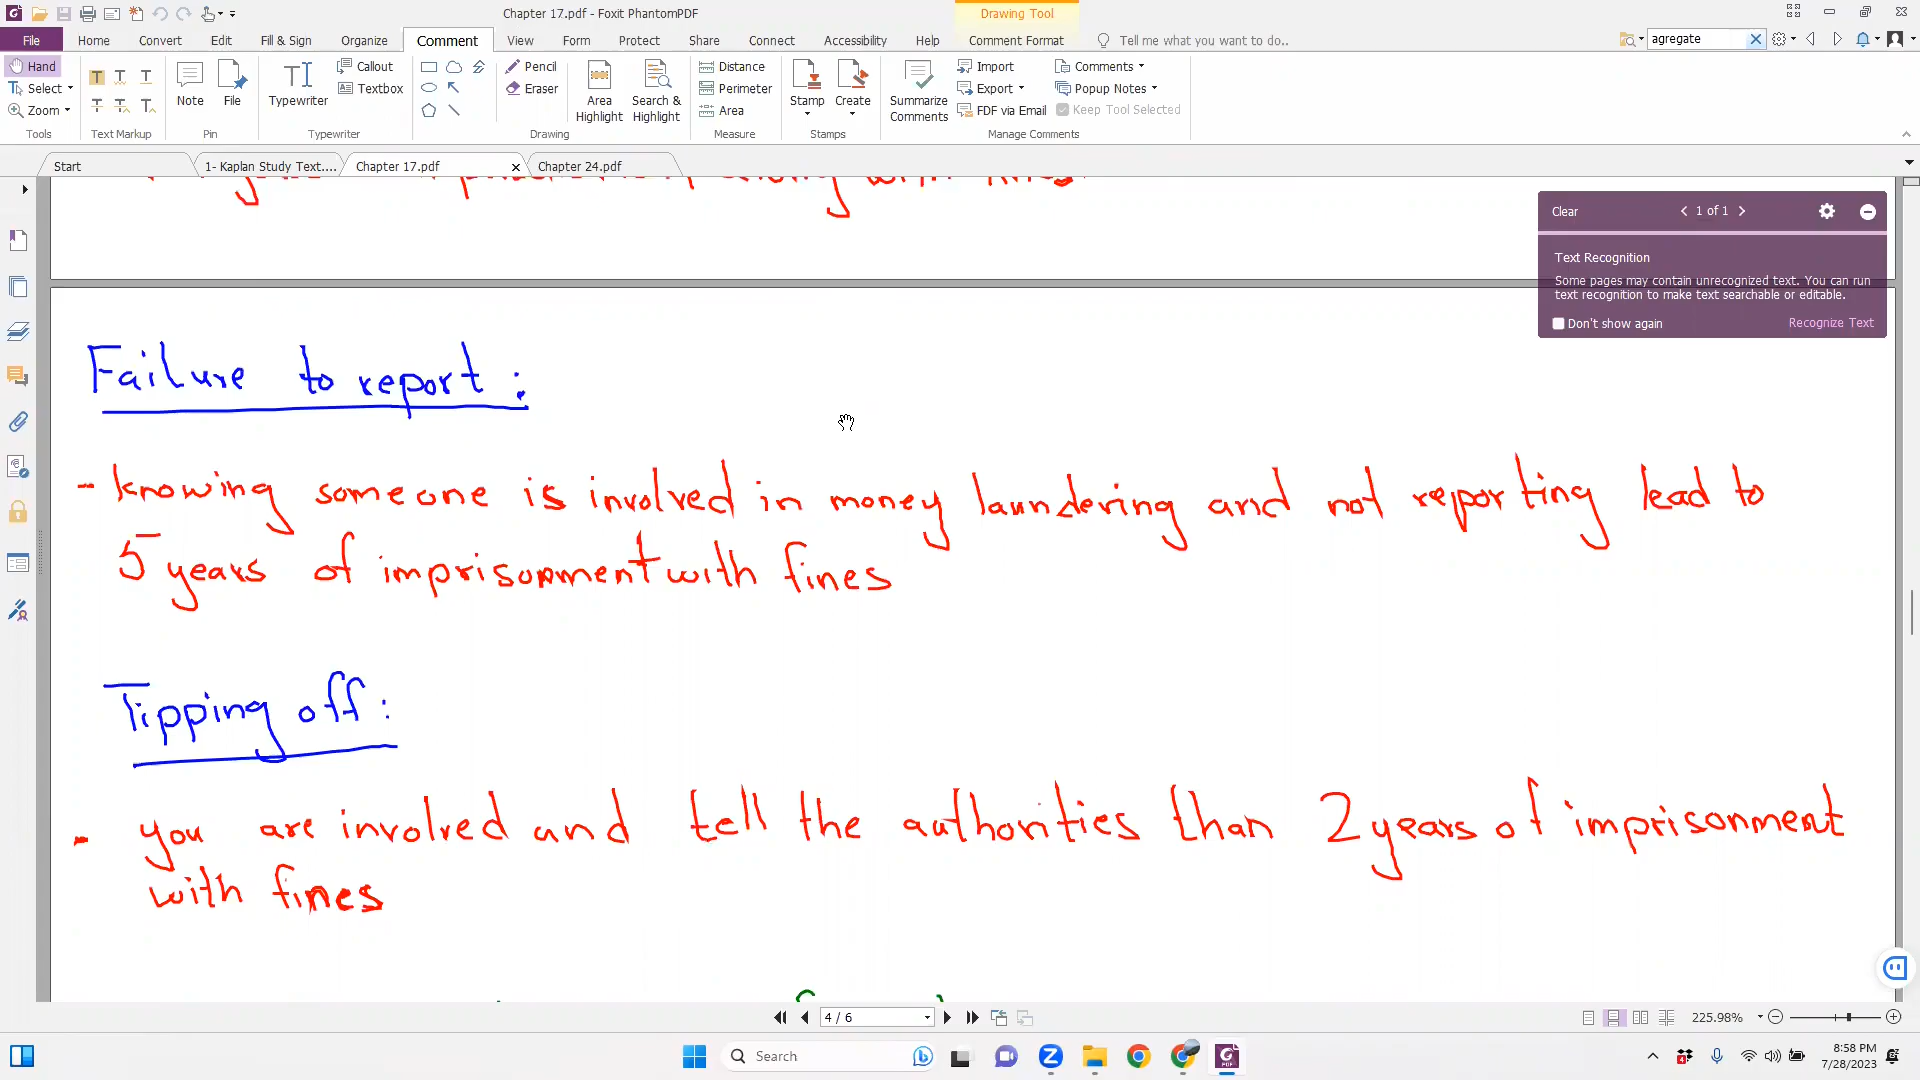 Chapter 17.pdf - Foxit PhantomPDF
Drawing Tool
File Home Convert Edit Fill & Sign Organize Comment View Form Protect Share Connect Accessibility Help Comment Format Tell me what you want to do.. agregate
Hand
Select
Zoom
Tools
Text Markup
Note
File
Pin
Typewriter
Callout
Textbox
Typewriter
Pencil
Eraser
Area Highlight
Search & Highlight
Drawing
Distance
Perimeter
Area
Measure
Stamp
Create
Stamps
Summarize Comments
Import
Export
FDF via Email
Comments
Popup Notes
Keep Tool Selected
Manage Comments
Start
1- Kaplan Study Text....
Chapter 17.pdf
Chapter 24.pdf
along with fines.
Clear
1 of 1
Text Recognition
Some pages may contain unrecognized text. You can run
text recognition to make text searchable or editable.
Don't show again
Recognize Text
Failure to report :
- knowing someone is involved in money laundering and not reporting lead to
5 years of imprisonment with fines
Tipping off :
- you are involved and tell the authorities than 2 years of imprisonment
with fines
4 / 6
225.98%
Search
8:58 PM
7/28/2023